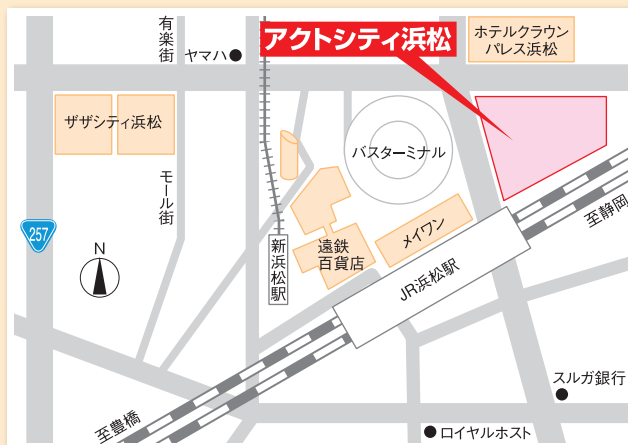 有楽街
ヤマハ
アクトシティ浜松
ホテルクラウン
パレス浜松
ザザシティ浜松
バスターミナル
モール街
至静岡
257
メイワン
遠鉄
百貨店
新浜松駅
N
JR浜松駅
スルガ銀行
至豊橋
ロイヤルホスト